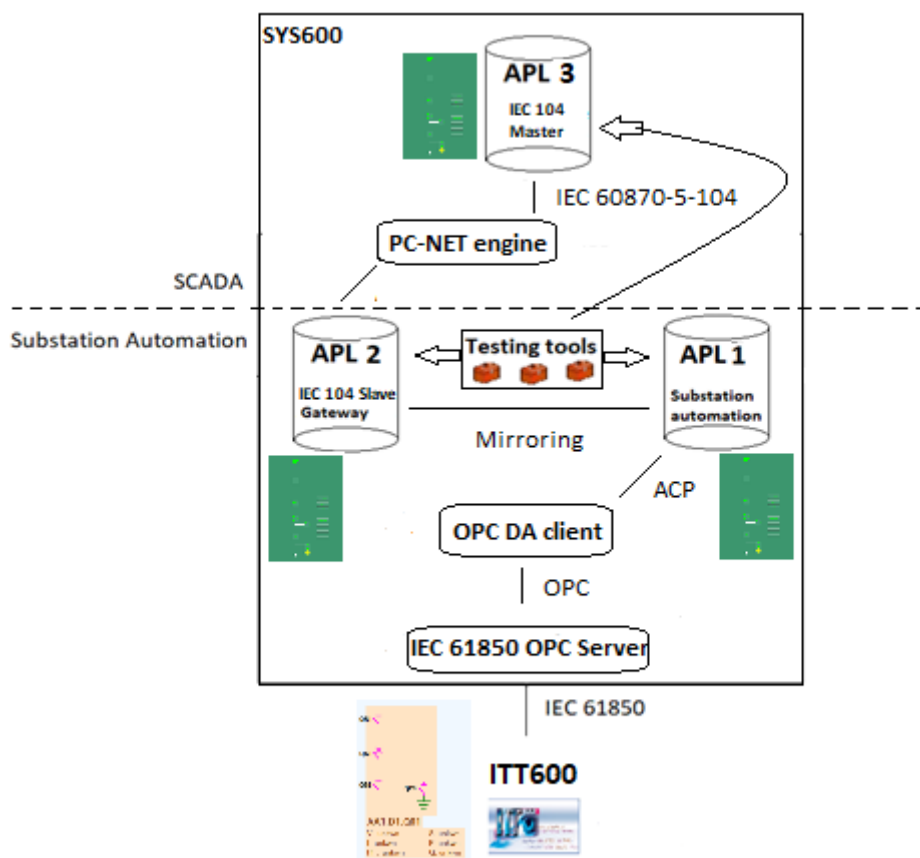 SYS600
APL 3
IEC 104
Master
IEC 60870-5-104
PC-NET engine
SCADA
Substation Automation
APL 2
IEC 104 Slave
Gateway
Testing tools
APL 1
Substation
automation
Mirroring
ACP
OPC DA client
OPC
IEC 61850 OPC Server
IEC 61850
ITT600